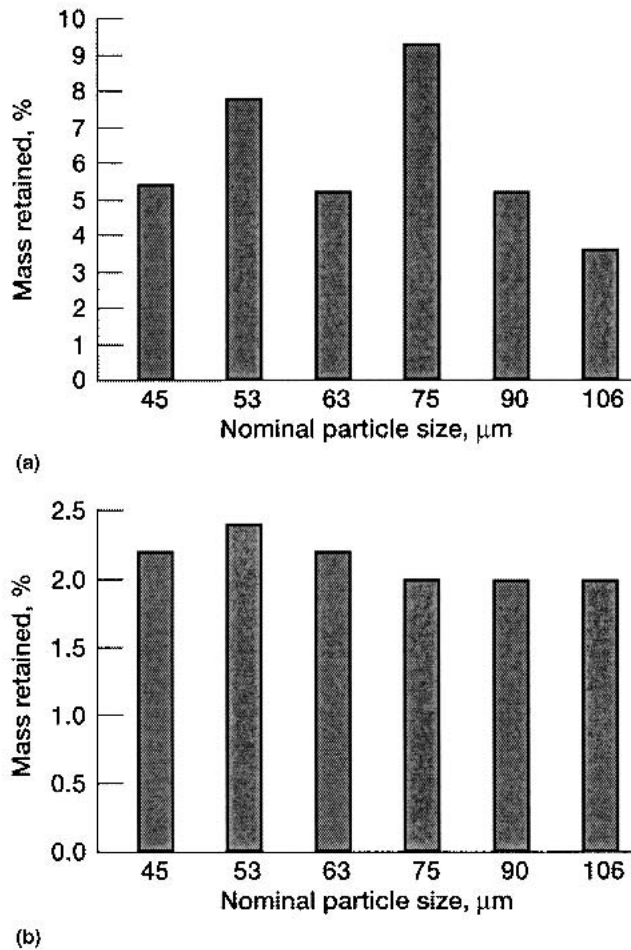 10
9
8
7
6
5
4
3
2
1
0
Mass retained, %
45 53 63 75 90 106
Nominal particle size, μm
(a)
2.5
2.0
1.5
1.0
0.5
0.0
Mass retained, %
45 53 63 75 90 106
Nominal particle size, μm
(b)